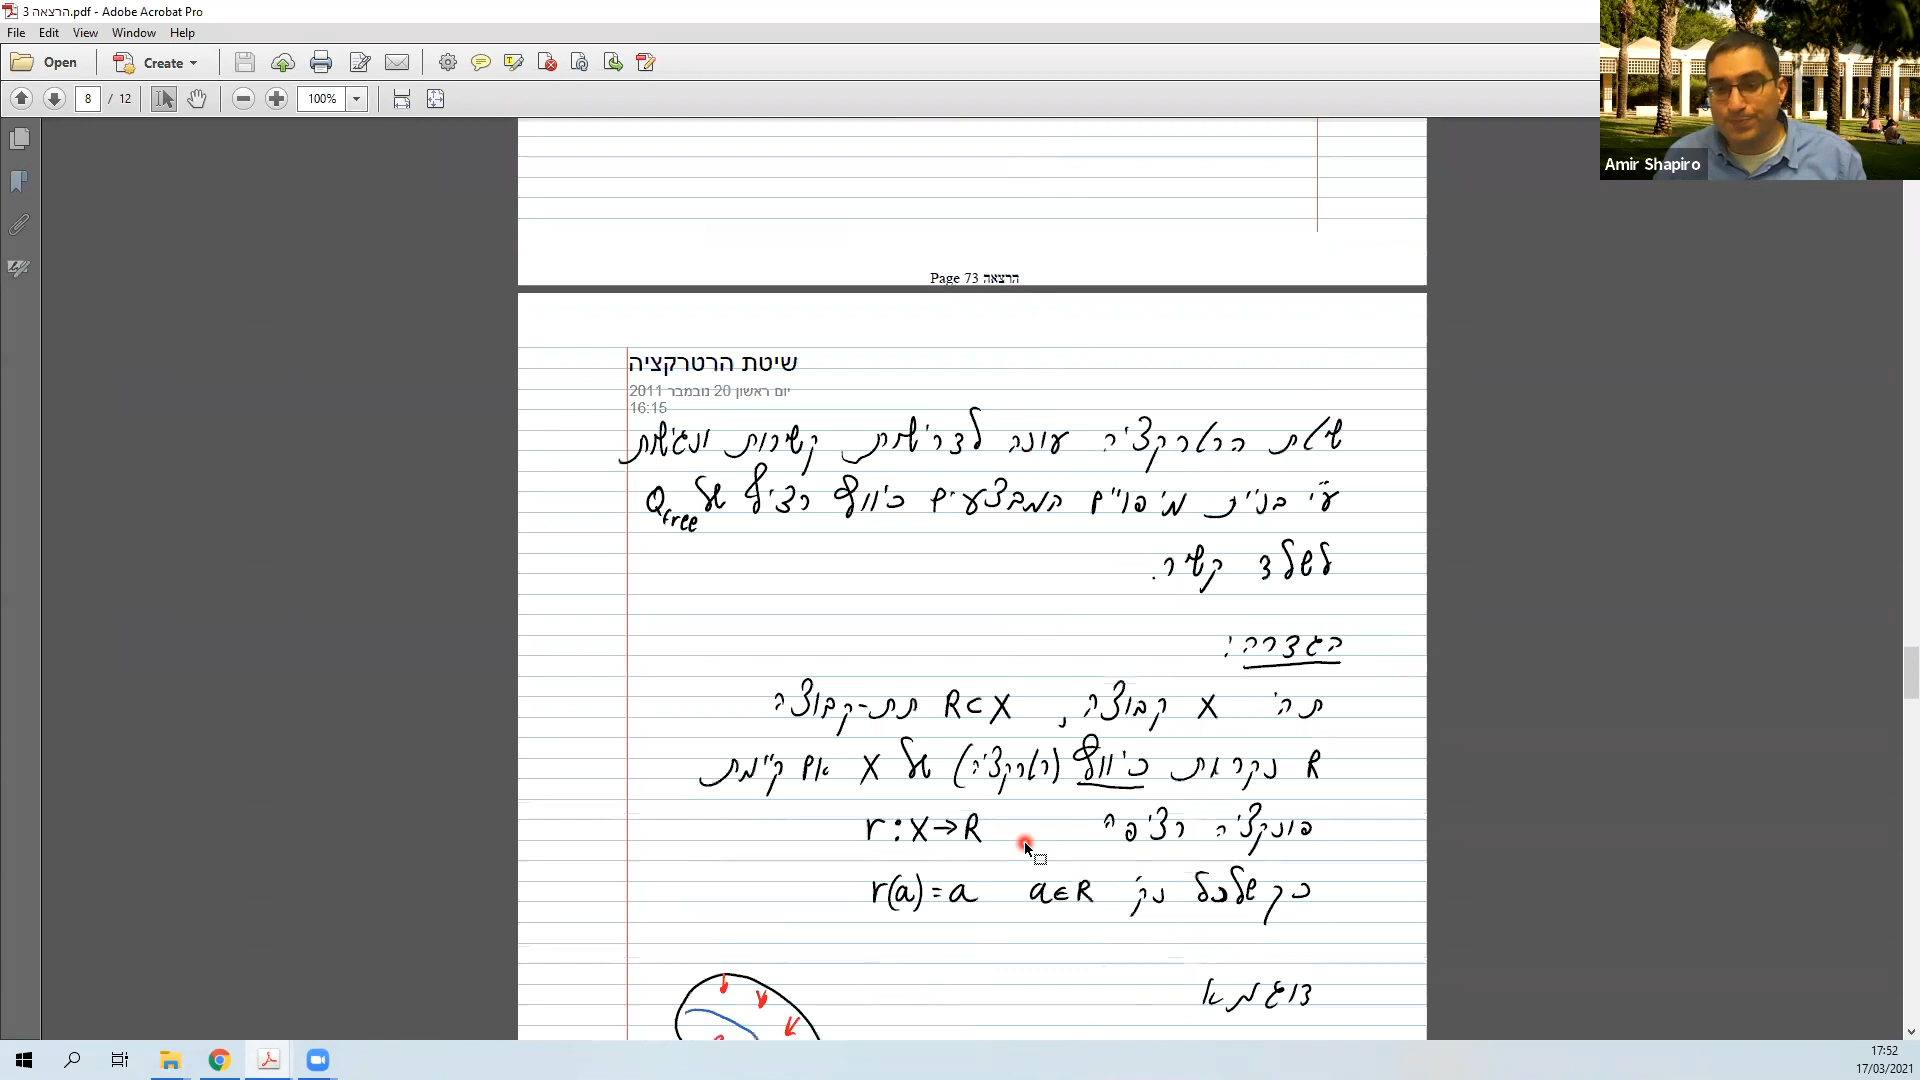 הרצאה 3.pdf - Adobe Acrobat Pro
File Edit View Window Help
Open Create
8 / 12 100%
Amir Shapiro
Page 73 הרצאה
שיטת הרטרקציה
יום ראשון 20 נובמבר 2011
16:15
שיטת הרטרקציה עונה לדרישות קשירות ונגישות
ע"י בניית מיפויים המבצעים כיווץ רציף של Qfree
לשלד קשיר.
הגדרה:
תהי X קבוצה, R⊂X תת-קבוצה
R נקראת כיווץ (רטרקציה) של X אם קיימת
פונקציה רציפה r:X→R
כך שלכל נק' a∈R r(a)=a
דוגמא
17:52
17/03/2021